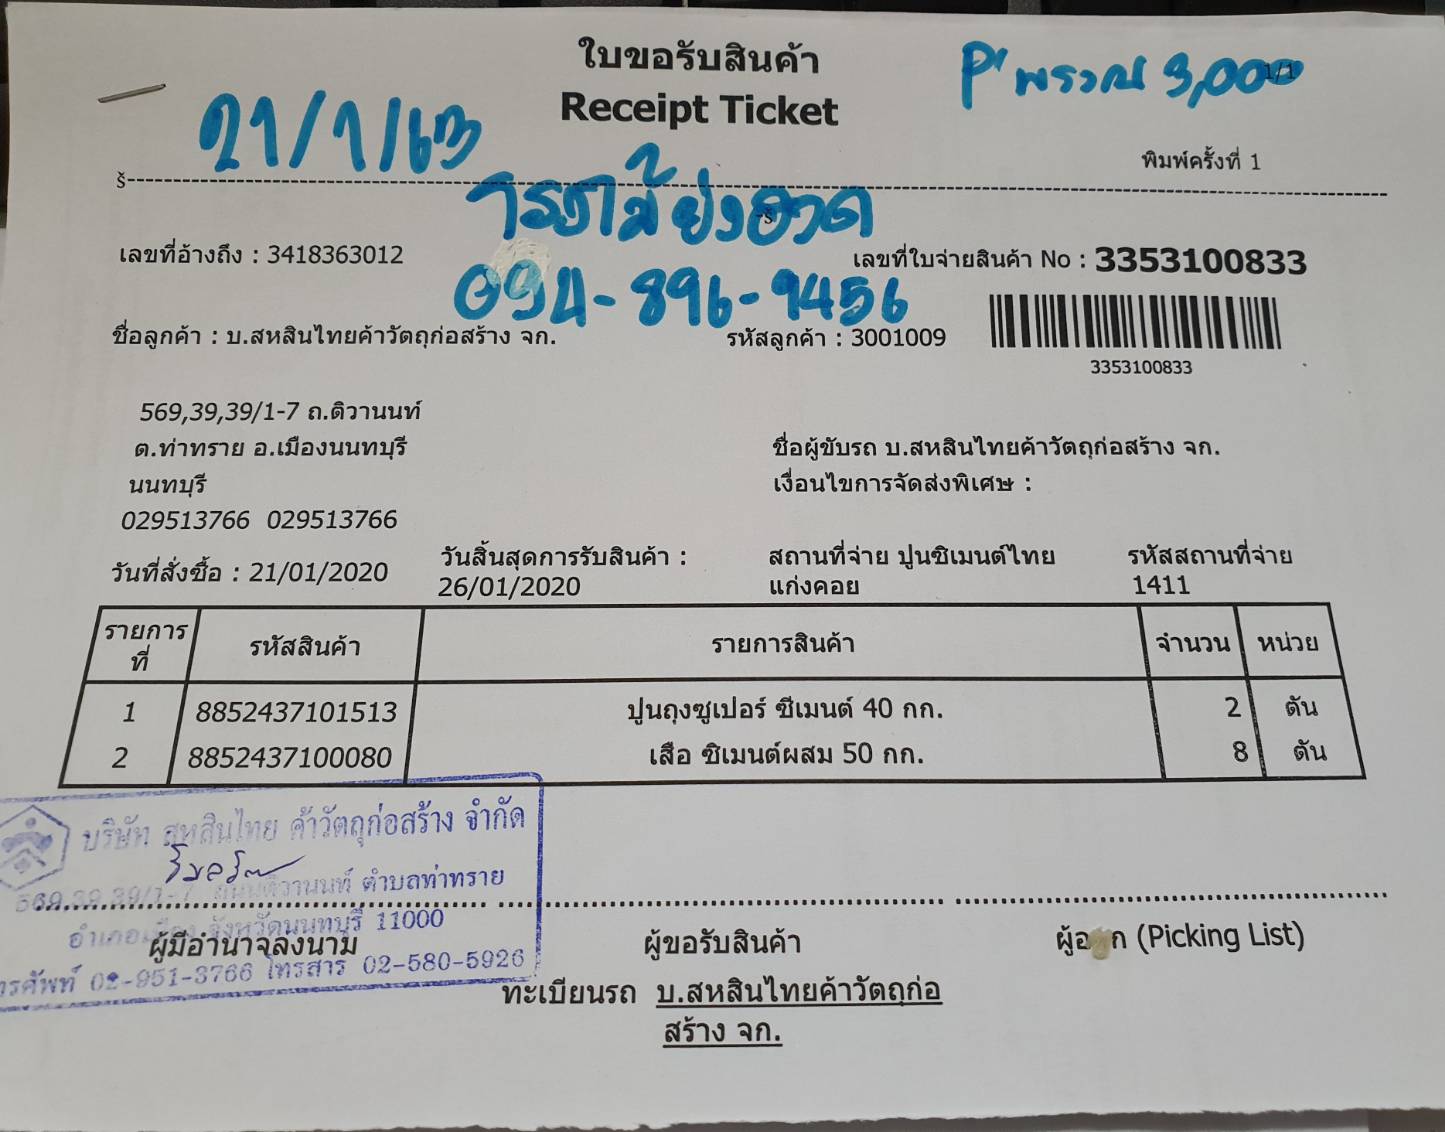 ใบขอรับสินค้า
Receipt Ticket
P' พรวณ 3,000
1/1
21/1/63
พิมพ์ครั้งที่ 1
094-896-9456
เลขที่อ้างถึง : 3418363012
เลขที่ใบจ่ายสินค้า No : 3353100833
ชื่อลูกค้า : บ.สหสินไทยค้าวัตถุก่อสร้าง จก.
รหัสลูกค้า : 3001009
3353100833
569,39,39/1-7 ถ.ติวานนท์
ต.ท่าทราย อ.เมืองนนทบุรี
นนทบุรี
029513766 029513766
ชื่อผู้ขับรถ บ.สหสินไทยค้าวัตถุก่อสร้าง จก.
เงื่อนไขการจัดส่งพิเศษ :
วันที่สั่งซื้อ : 21/01/2020
วันสิ้นสุดการรับสินค้า :
26/01/2020
สถานที่จ่าย ปูนซิเมนต์ไทย
แก่งคอย
รหัสสถานที่จ่าย
1411
รายการที่ รหัสสินค้า รายการสินค้า จำนวน หน่วย
1 8852437101513 ปูนถุงซูเปอร์ ซีเมนต์ 40 กก. 2 ตัน
2 8852437100080 เสือ ซิเมนต์ผสม 50 กก. 8 ตัน
บริษัท สหสินไทย ค้าวัตถุก่อสร้าง จำกัด
569,39,39/1-7 ถนนติวานนท์ ตำบลท่าทราย
อำเภอเมือง จังหวัดนนทบุรี 11000
โทรศัพท์ 02-951-3766 โทรสาร 02-580-5926
ผู้มีอำนาจลงนาม
ผู้ขอรับสินค้า
(Picking List)
ทะเบียนรถ บ.สหสินไทยค้าวัตถุก่อ
สร้าง จก.